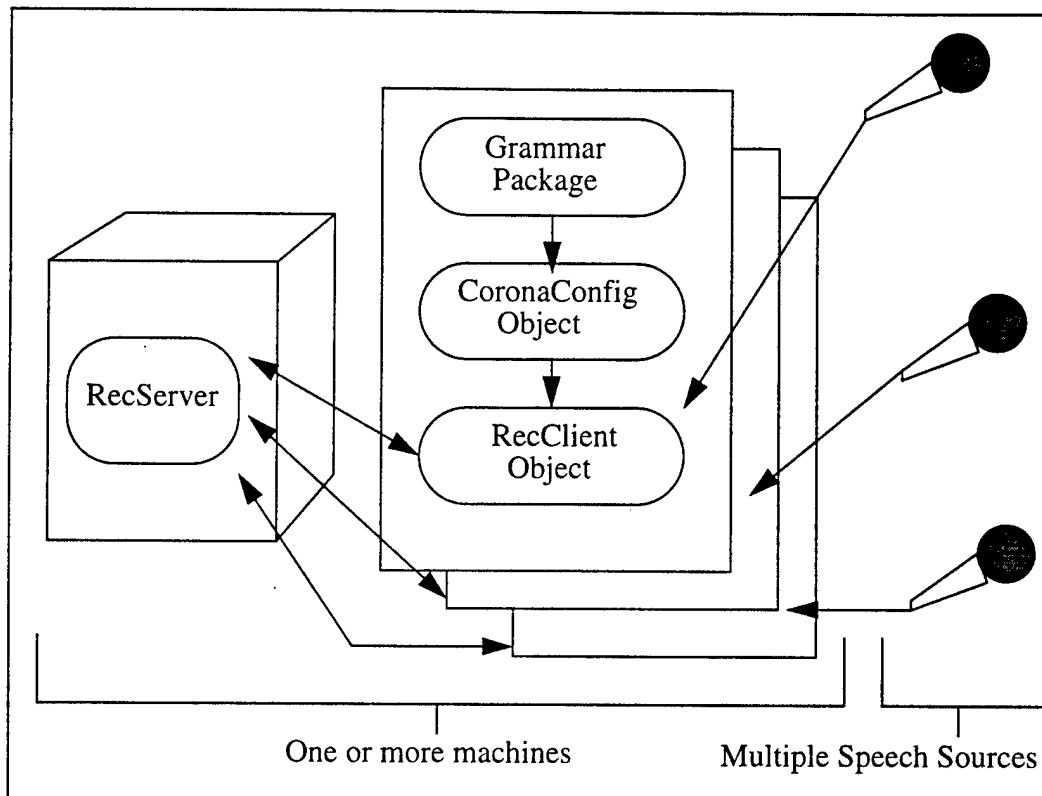 Grammar
Package
CoronaConfig
Object
RecServer
RecClient
Object
One or more machines
Multiple Speech Sources